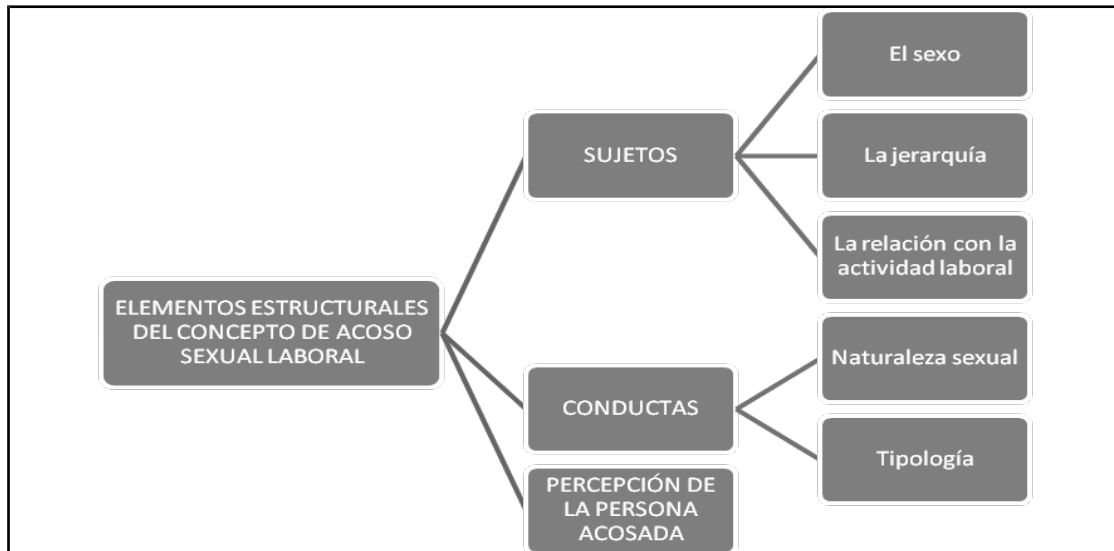 ELEMENTOS ESTRUCTURALES
DEL CONCEPTO DE ACOSO
SEXUAL LABORAL
SUJETOS
El sexo
La jerarquía
La relación con la
actividad laboral
CONDUCTAS
Naturaleza sexual
Tipología
PERCEPCIÓN DE
LA PERSONA
ACOSADA